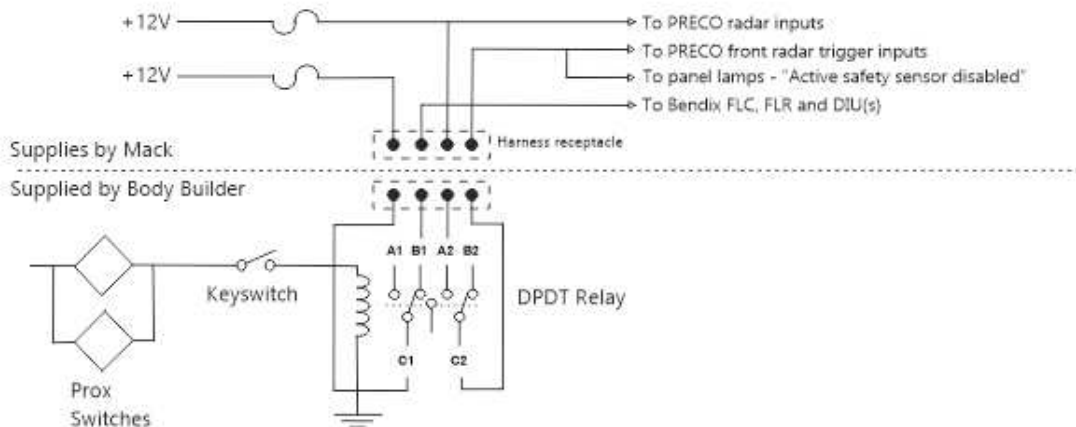 +12V
To PRECO radar inputs
To PRECO front radar trigger inputs
+12V
To panel lamps - "Active safety sensor disabled"
To Bendix FLC, FLR and DIU(s)
Harness receptacle
Supplies by Mack
Supplied by Body Builder
A1 B1 A2 B2
Keyswitch
DPDT Relay
C1 C2
Prox
Switches